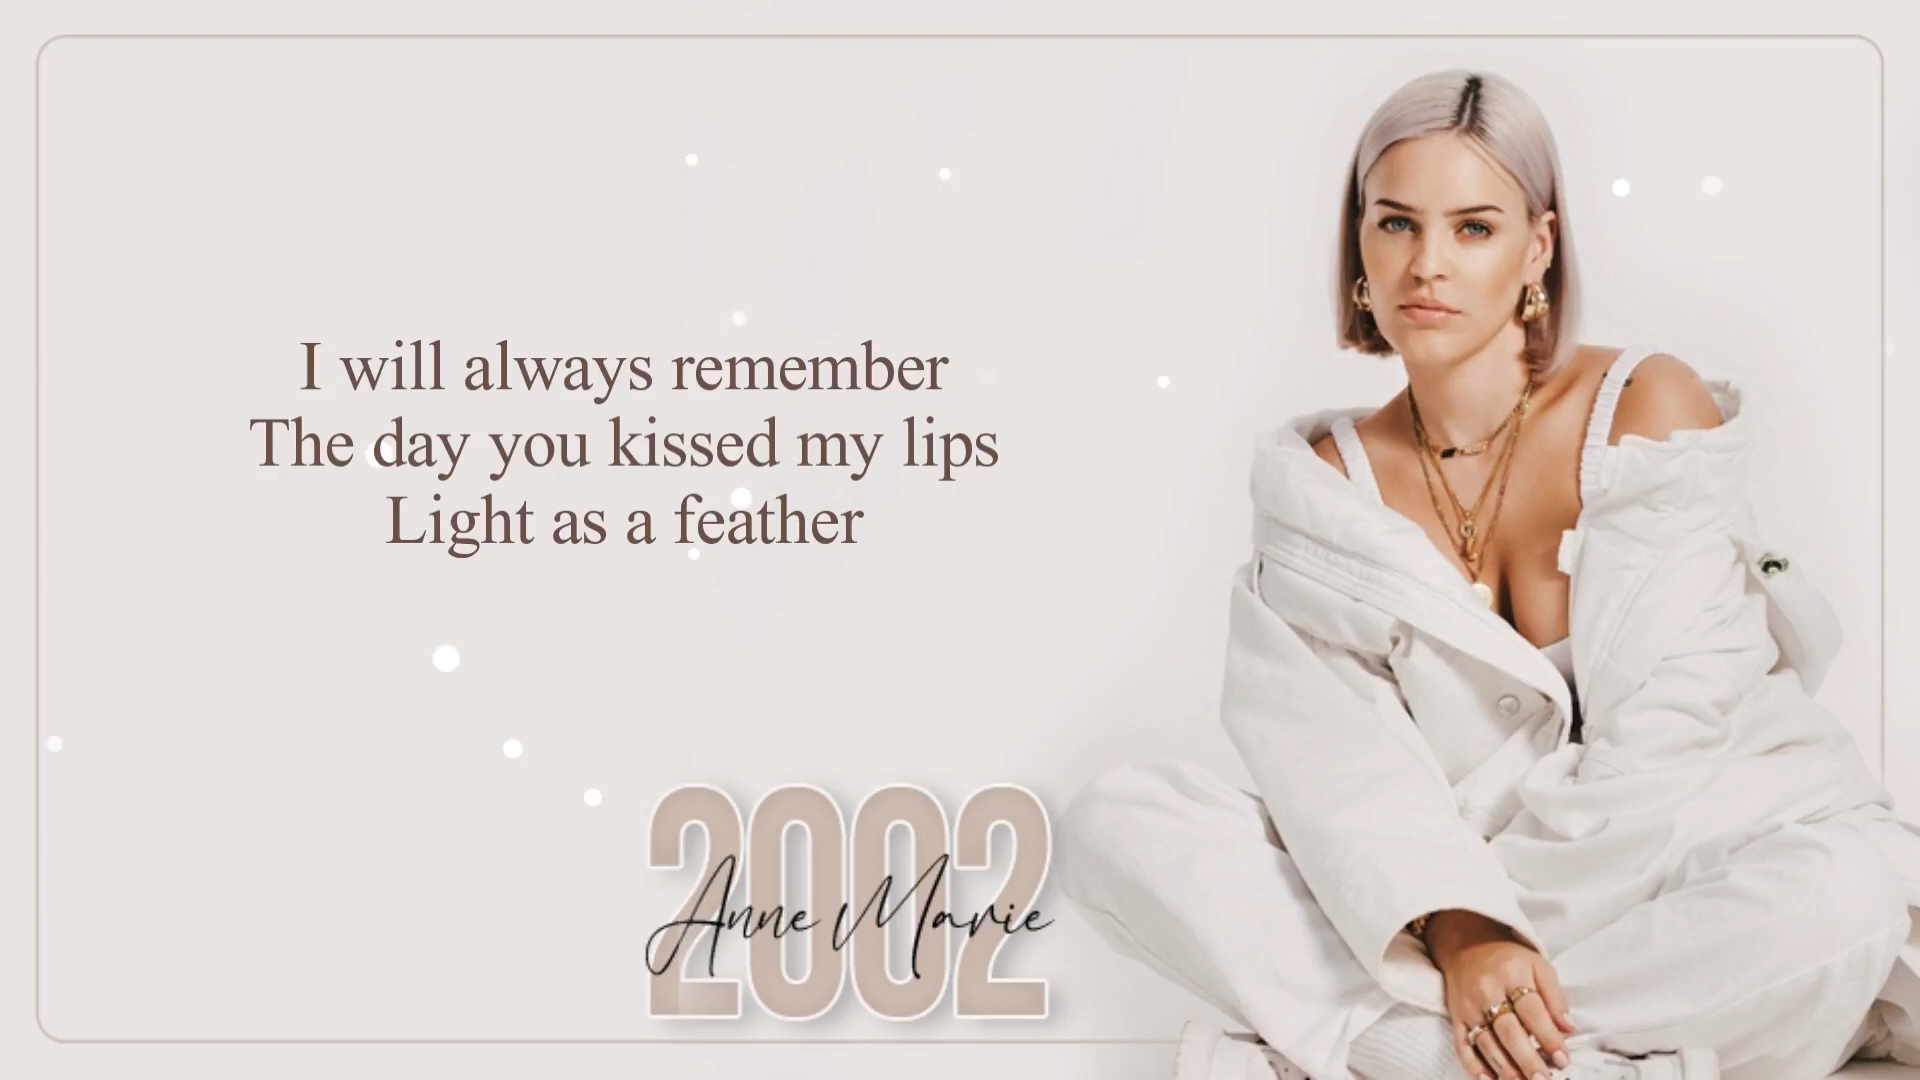 I will always remember
The day you kissed my lips
Light as a feather
2002
Anne Marie